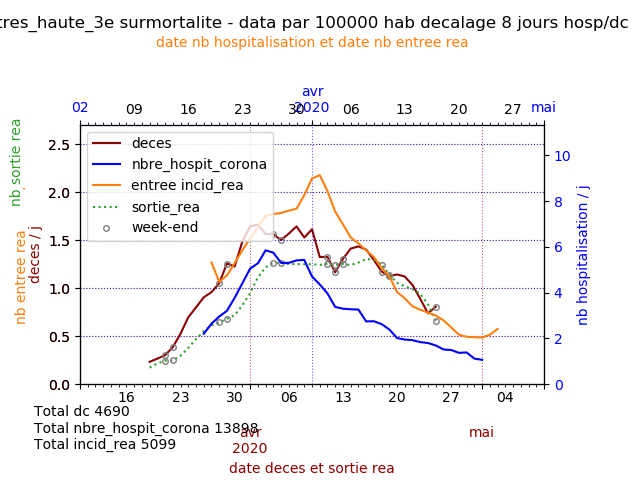 tres_haute_3e surmortalite - data par 100000 hab decalage 8 jours hosp/dc
date nb hospitalisation et date nb entree rea
avr
02 09 16 23 30 2020 06 13 20 27 mai
nb sortie rea
nb entree rea
deces / j
2.5
2.0
1.5
1.0
0.5
0.0
deces
nbre_hospit_corona
entree incid_rea
sortie_rea
week-end
10
8
6
4
2
0
nb hospitalisation / j
16 23 30 06 13 20 27 04
Total dc 4690
Total nbre_hospit_corona 13898
Total incid_rea 5099
avr mai
2020
date deces et sortie rea